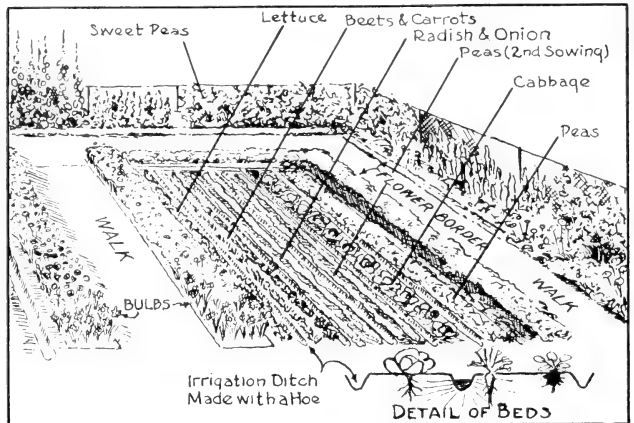 Sweet Peas
Lettuce
Beets & Carrots
Radish & Onion
Peas (2nd Sowing)
Cabbage
Peas
FLOWER BORDER
WALK
WALK
BULBS
Irrigation Ditch
Made with a Hoe
DETAIL OF BEDS